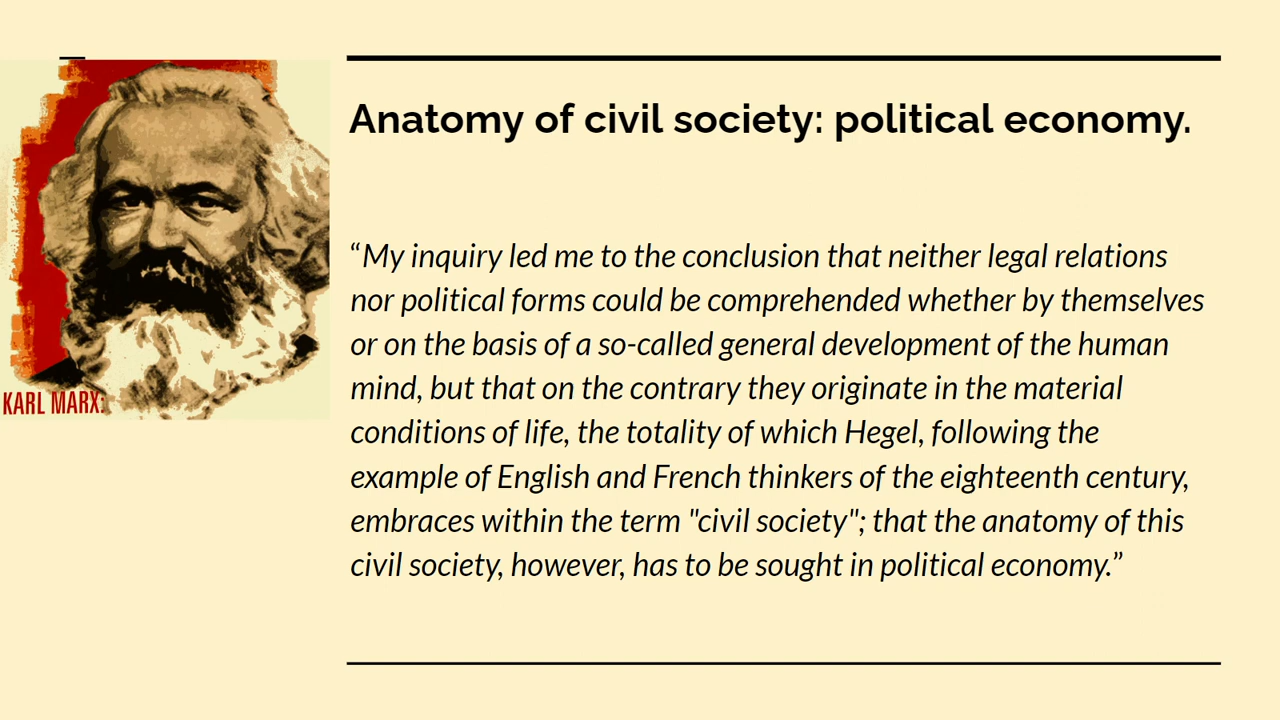 Anatomy of civil society: political economy.
“My inquiry led me to the conclusion that neither legal relations
nor political forms could be comprehended whether by themselves
or on the basis of a so-called general development of the human
mind, but that on the contrary they originate in the material
conditions of life, the totality of which Hegel, following the
example of English and French thinkers of the eighteenth century,
embraces within the term "civil society"; that the anatomy of this
civil society, however, has to be sought in political economy.”
KARL MARX: